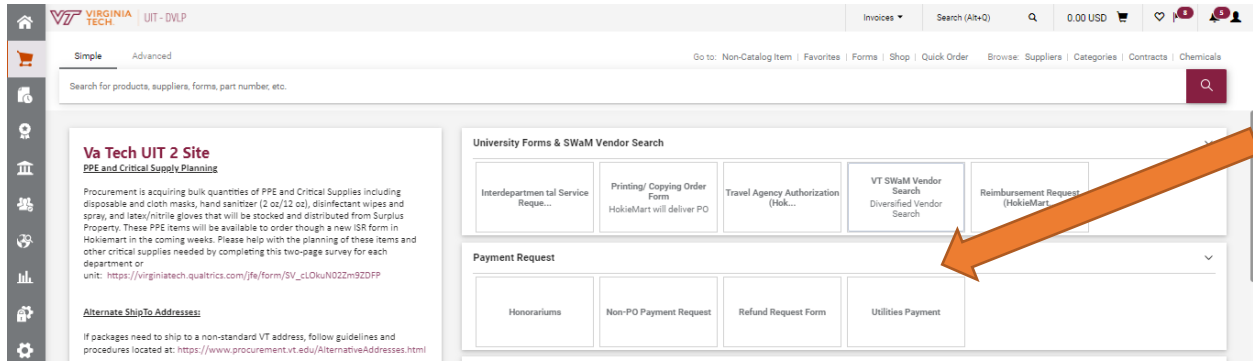 VT VIRGINIA TECH. UIT - DVLP
Invoices Search (Alt+Q) 0.00 USD 8 5
Simple Advanced
Go to: Non-Catalog Item | Favorites | Forms | Shop | Quick Order Browse: Suppliers | Categories | Contracts | Chemicals
Search for products, suppliers, forms, part number, etc.
Va Tech UIT 2 Site
PPE and Critical Supply Planning
Procurement is acquiring bulk quantities of PPE and Critical Supplies including
disposable and cloth masks, hand sanitizer (2 oz/12 oz), disinfectant wipes and
spray, and latex/nitrile gloves that will be stocked and distributed from Surplus
Property. These PPE items will be available to order though a new ISR form in
Hokiemart in the coming weeks. Please help with the planning of these items and
other critical supplies needed by completing this two-page survey for each
department or
unit: https://virginiatech.qualtrics.com/jfe/form/SV_cLOkuN02Zm9ZDFP
Alternate ShipTo Addresses:
If packages need to ship to a non-standard VT address, follow guidelines and
procedures located at: https://www.procurement.vt.edu/AlternativeAddresses.html
University Forms & SWaM Vendor Search
Interdepartmen tal Service
Reque...
Printing/ Copying Order
Form
HokieMart will deliver PO
Travel Agency Authorization
(Hok...
VT SWaM Vendor
Search
Diversified Vendor
Search
Reimbursement Request
(HokieMart
Payment Request
Honorariums
Non-PO Payment Request
Refund Request Form
Utilities Payment